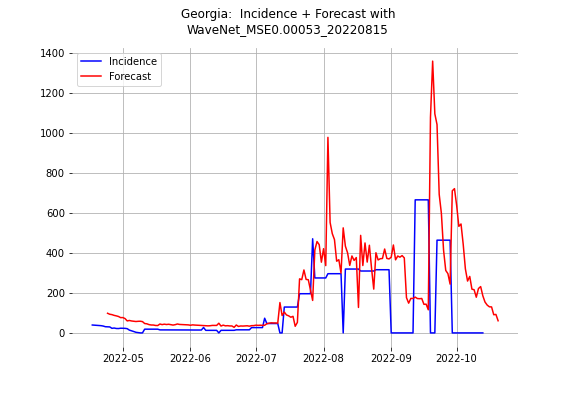 Georgia:  Incidence + Forecast with
WaveNet_MSE0.00053_20220815
Incidence
Forecast
1400
1200
1000
800
600
400
200
0
2022-05 2022-06 2022-07 2022-08 2022-09 2022-10